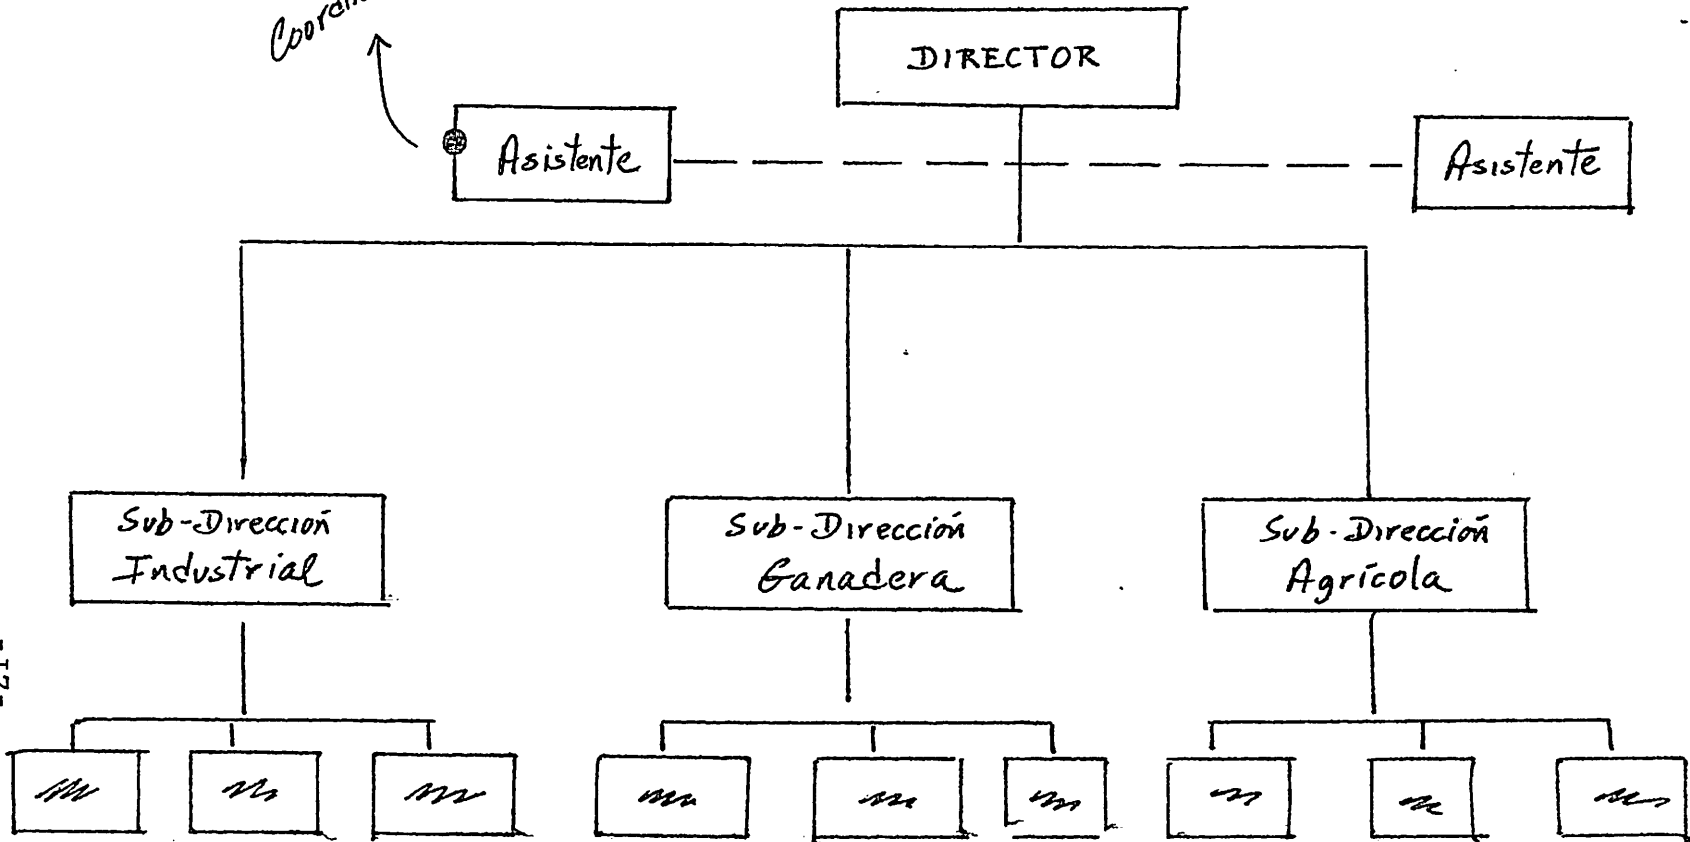 DIRECTOR
Asistente
Asistente
Sub-Dirección
Industrial
Sub-Dirección
Ganadera
Sub-Dirección
Agrícola